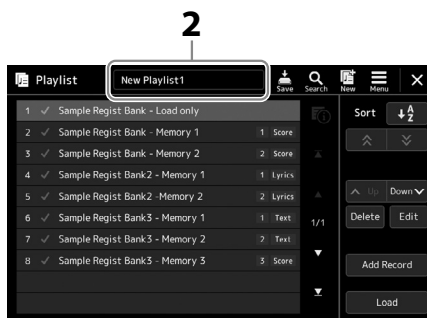 2
Playlist New Playlist1 Save Search New Menu
1 Sample Regist Bank - Load only
2 Sample Regist Bank - Memory 1 1 Score
3 Sample Regist Bank - Memory 2 2 Score
4 Sample Regist Bank2 - Memory 1 1 Lyrics
5 Sample Regist Bank2 -Memory 2 2 Lyrics
6 Sample Regist Bank3 - Memory 1 1 Text
7 Sample Regist Bank3 - Memory 2 2 Text
8 Sample Regist Bank3 - Memory 3 3 Score
1/1
Sort A Z
Up Down
Delete Edit
Add Record
Load